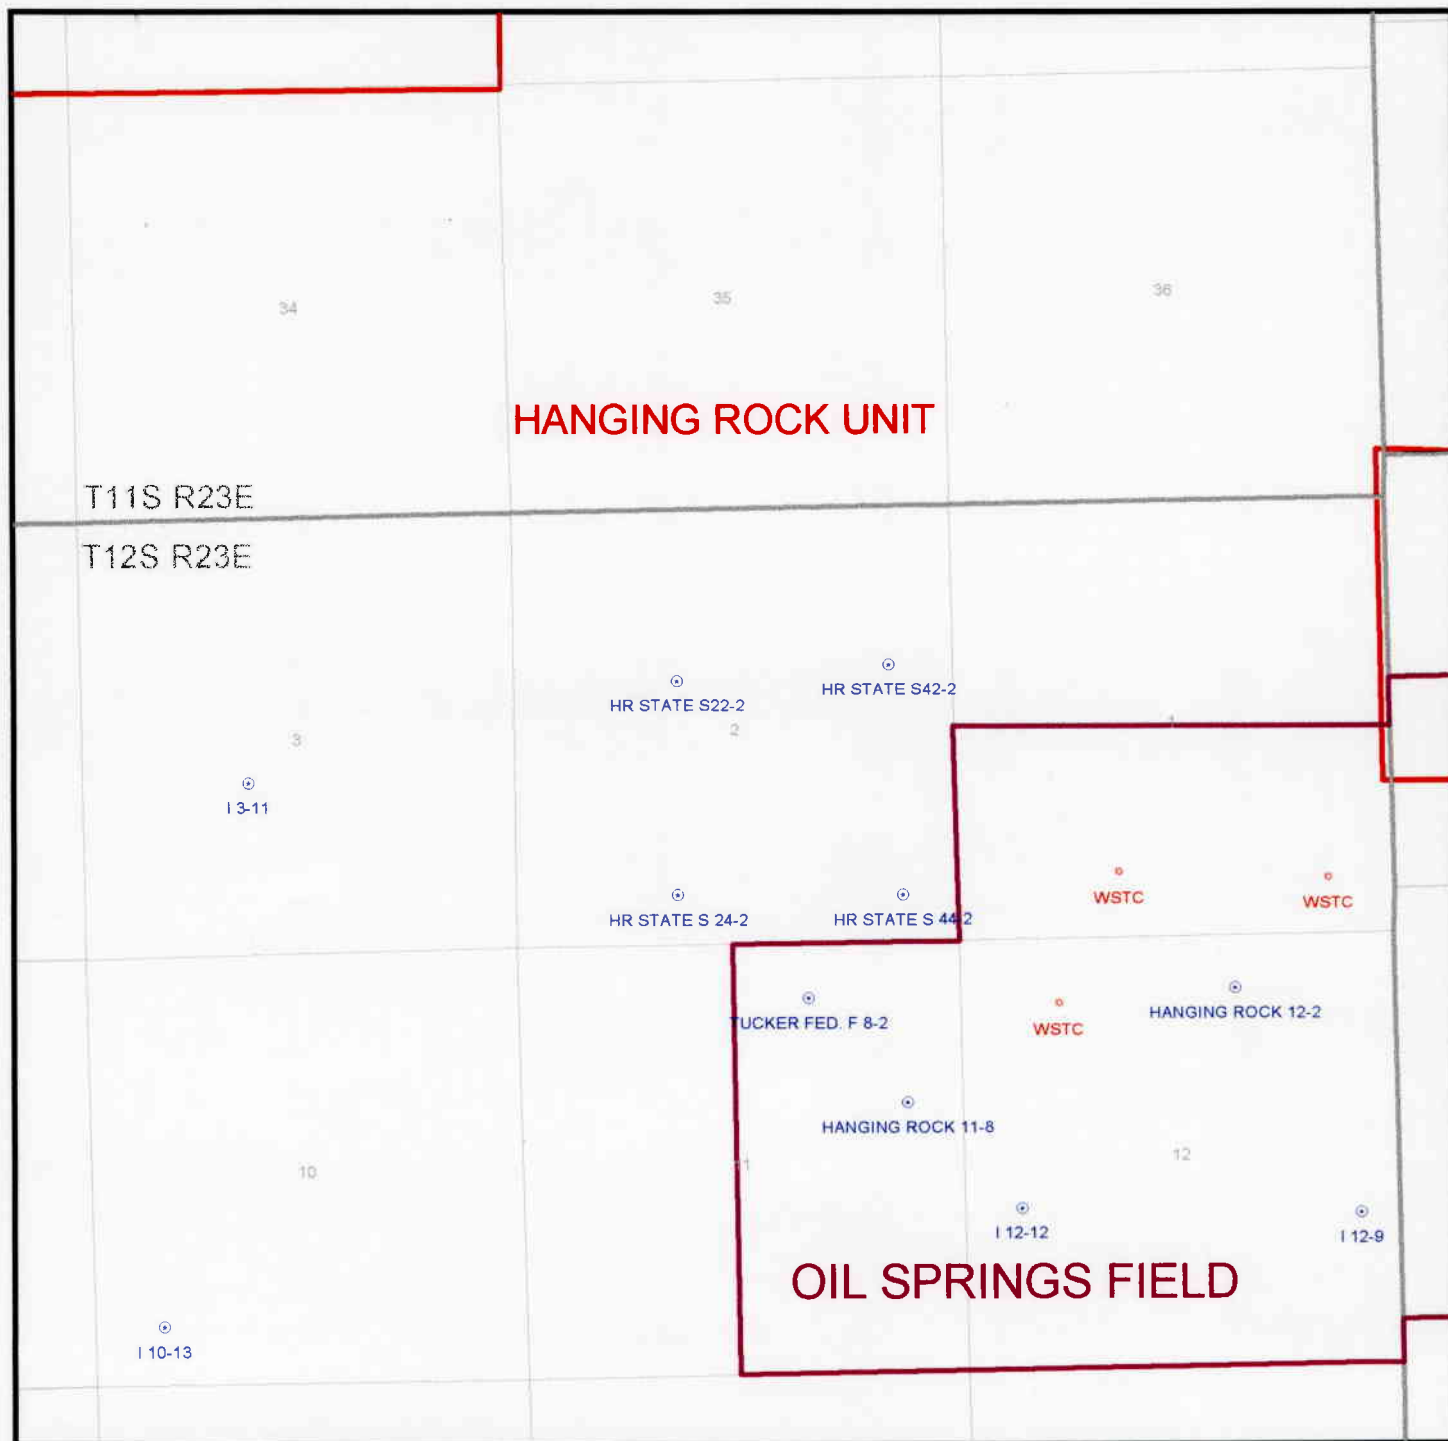 34
35
36
HANGING ROCK UNIT
T11S R23E
T12S R23E
HR STATE S22-2
HR STATE S42-2
2
1
3
I 3-11
HR STATE S 24-2
HR STATE S 44-2
WSTC
WSTC
TUCKER FED. F 8-2
WSTC
HANGING ROCK 12-2
HANGING ROCK 11-8
10
11
12
I 12-12
I 12-9
OIL SPRINGS FIELD
I 10-13